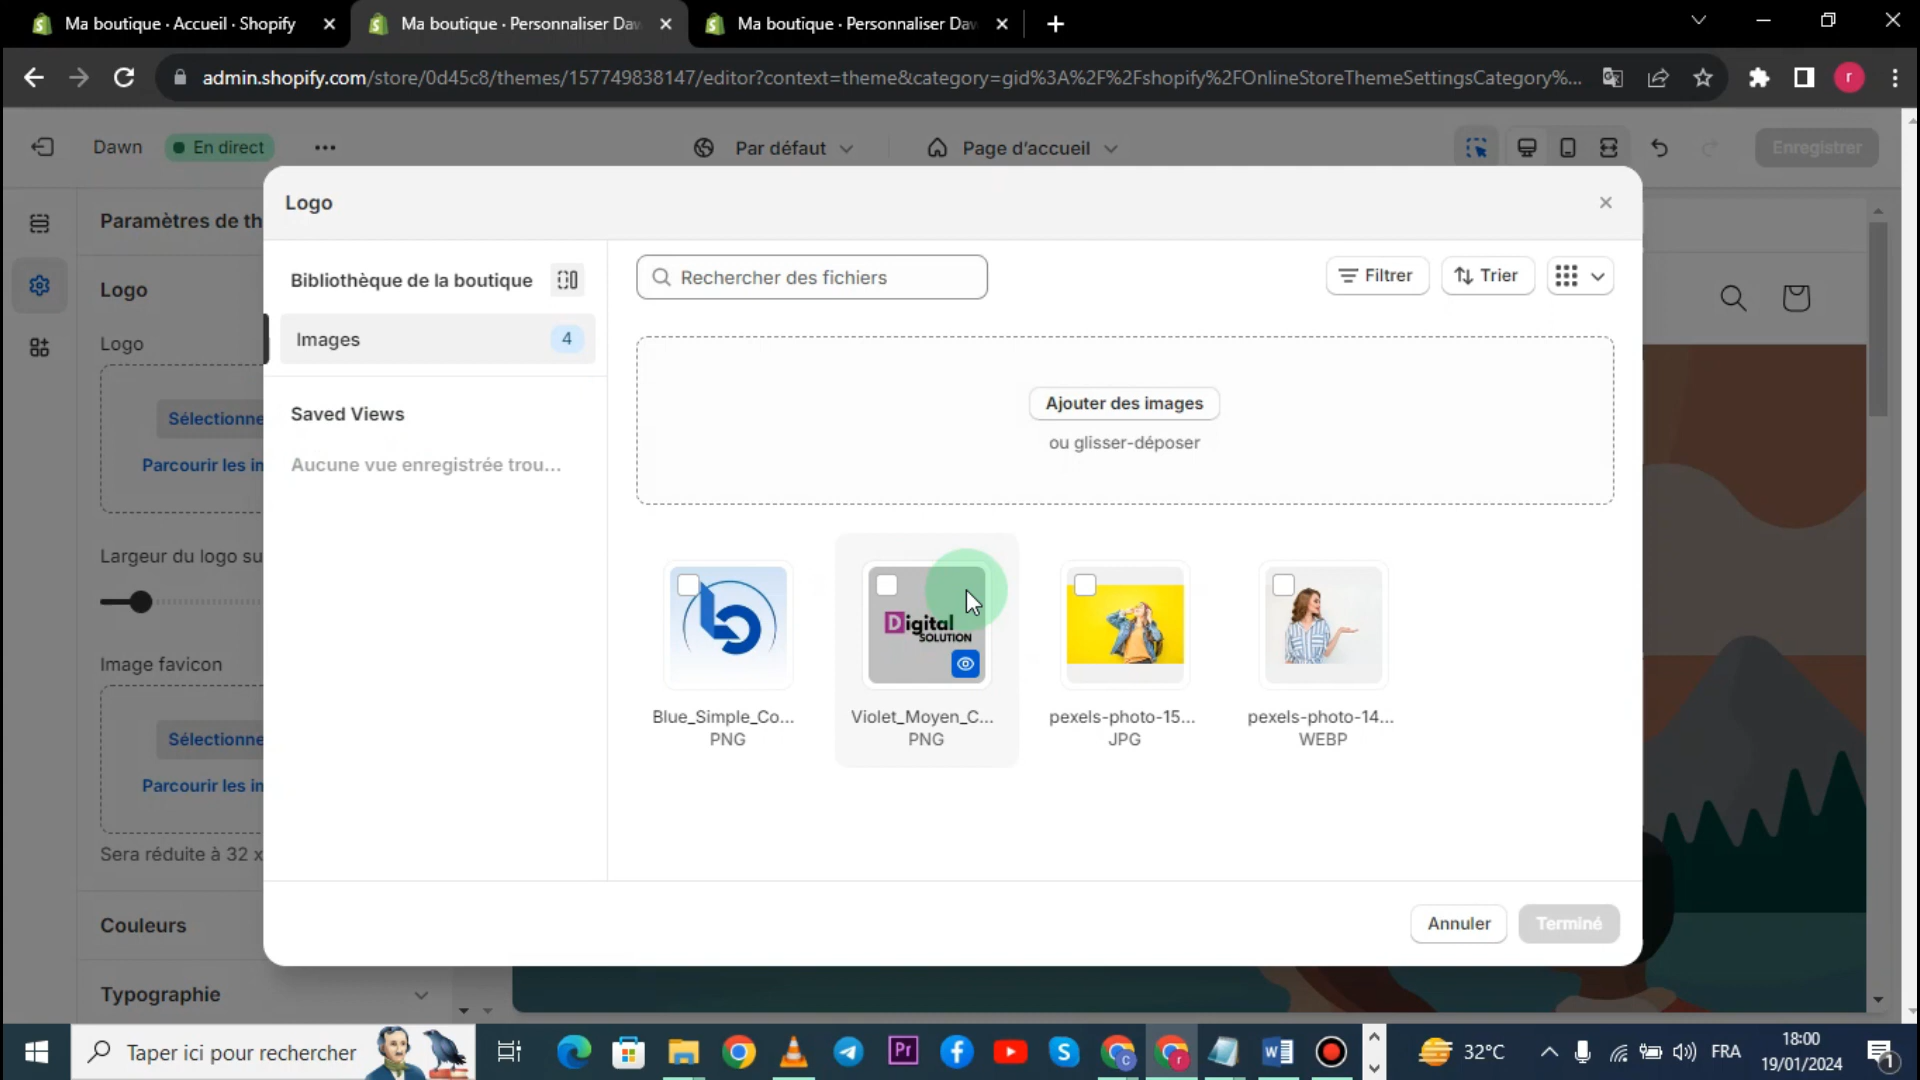 Ma boutique · Accueil · Shopify
Ma boutique · Personnaliser Daw
Ma boutique · Personnaliser Daw
admin.shopify.com/store/0d45c8/themes/157749838147/editor?context=theme&category=gid%3A%2F%2Fshopify%2FOnlineStoreThemeSettingsCategory%...
r
Dawn
En direct
Par défaut
Page d'accueil
Enregistrer
Paramètres de th
Logo
Logo
Sélectionne
Parcourir les in
Largeur du logo su
Image favicon
Sélectionne
Parcourir les in
Sera réduite à 32 x
Couleurs
Typographie
Logo
Bibliothèque de la boutique
Images
4
Saved Views
Aucune vue enregistrée trou...
Rechercher des fichiers
Filtrer
Trier
Ajouter des images
ou glisser-déposer
Digital
SOLUTION
Blue_Simple_Co...
PNG
Violet_Moyen_C...
PNG
pexels-photo-15...
JPG
pexels-photo-14...
WEBP
Annuler
Terminé
Taper ici pour rechercher
Pr
C
r
32°C
FRA
18:00
19/01/2024
1